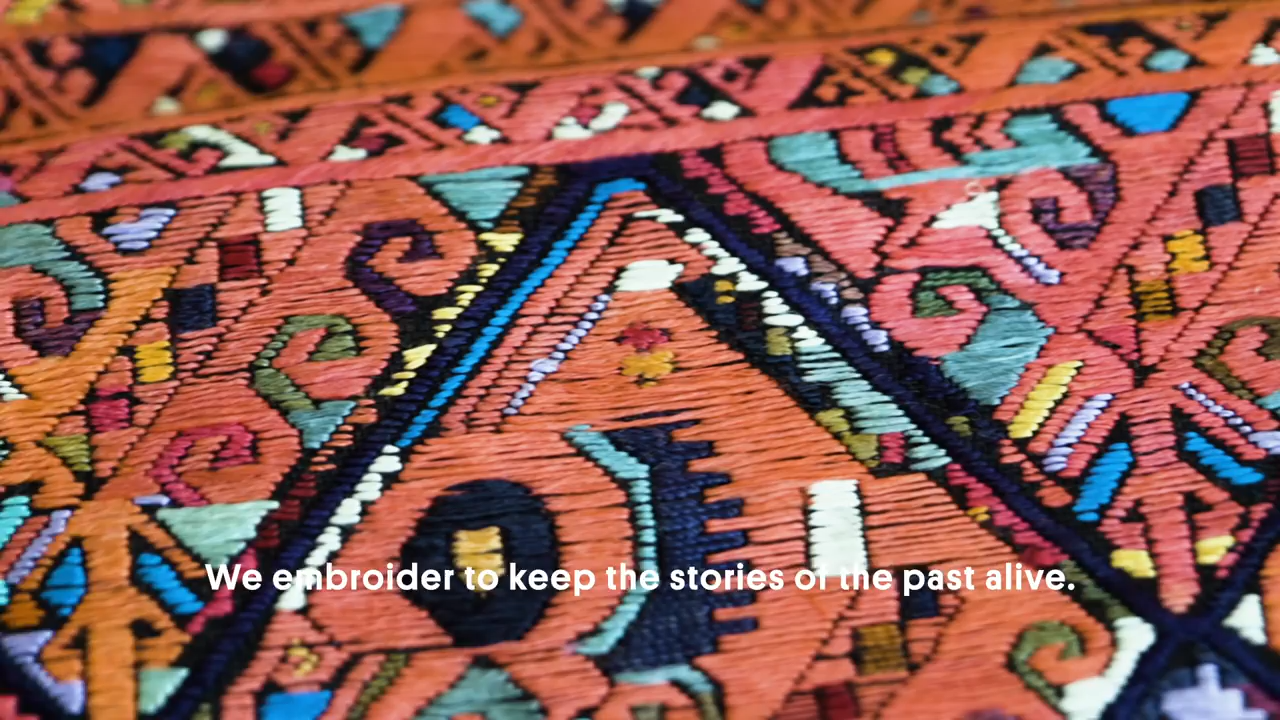 We embroider to keep the stories of the past alive.